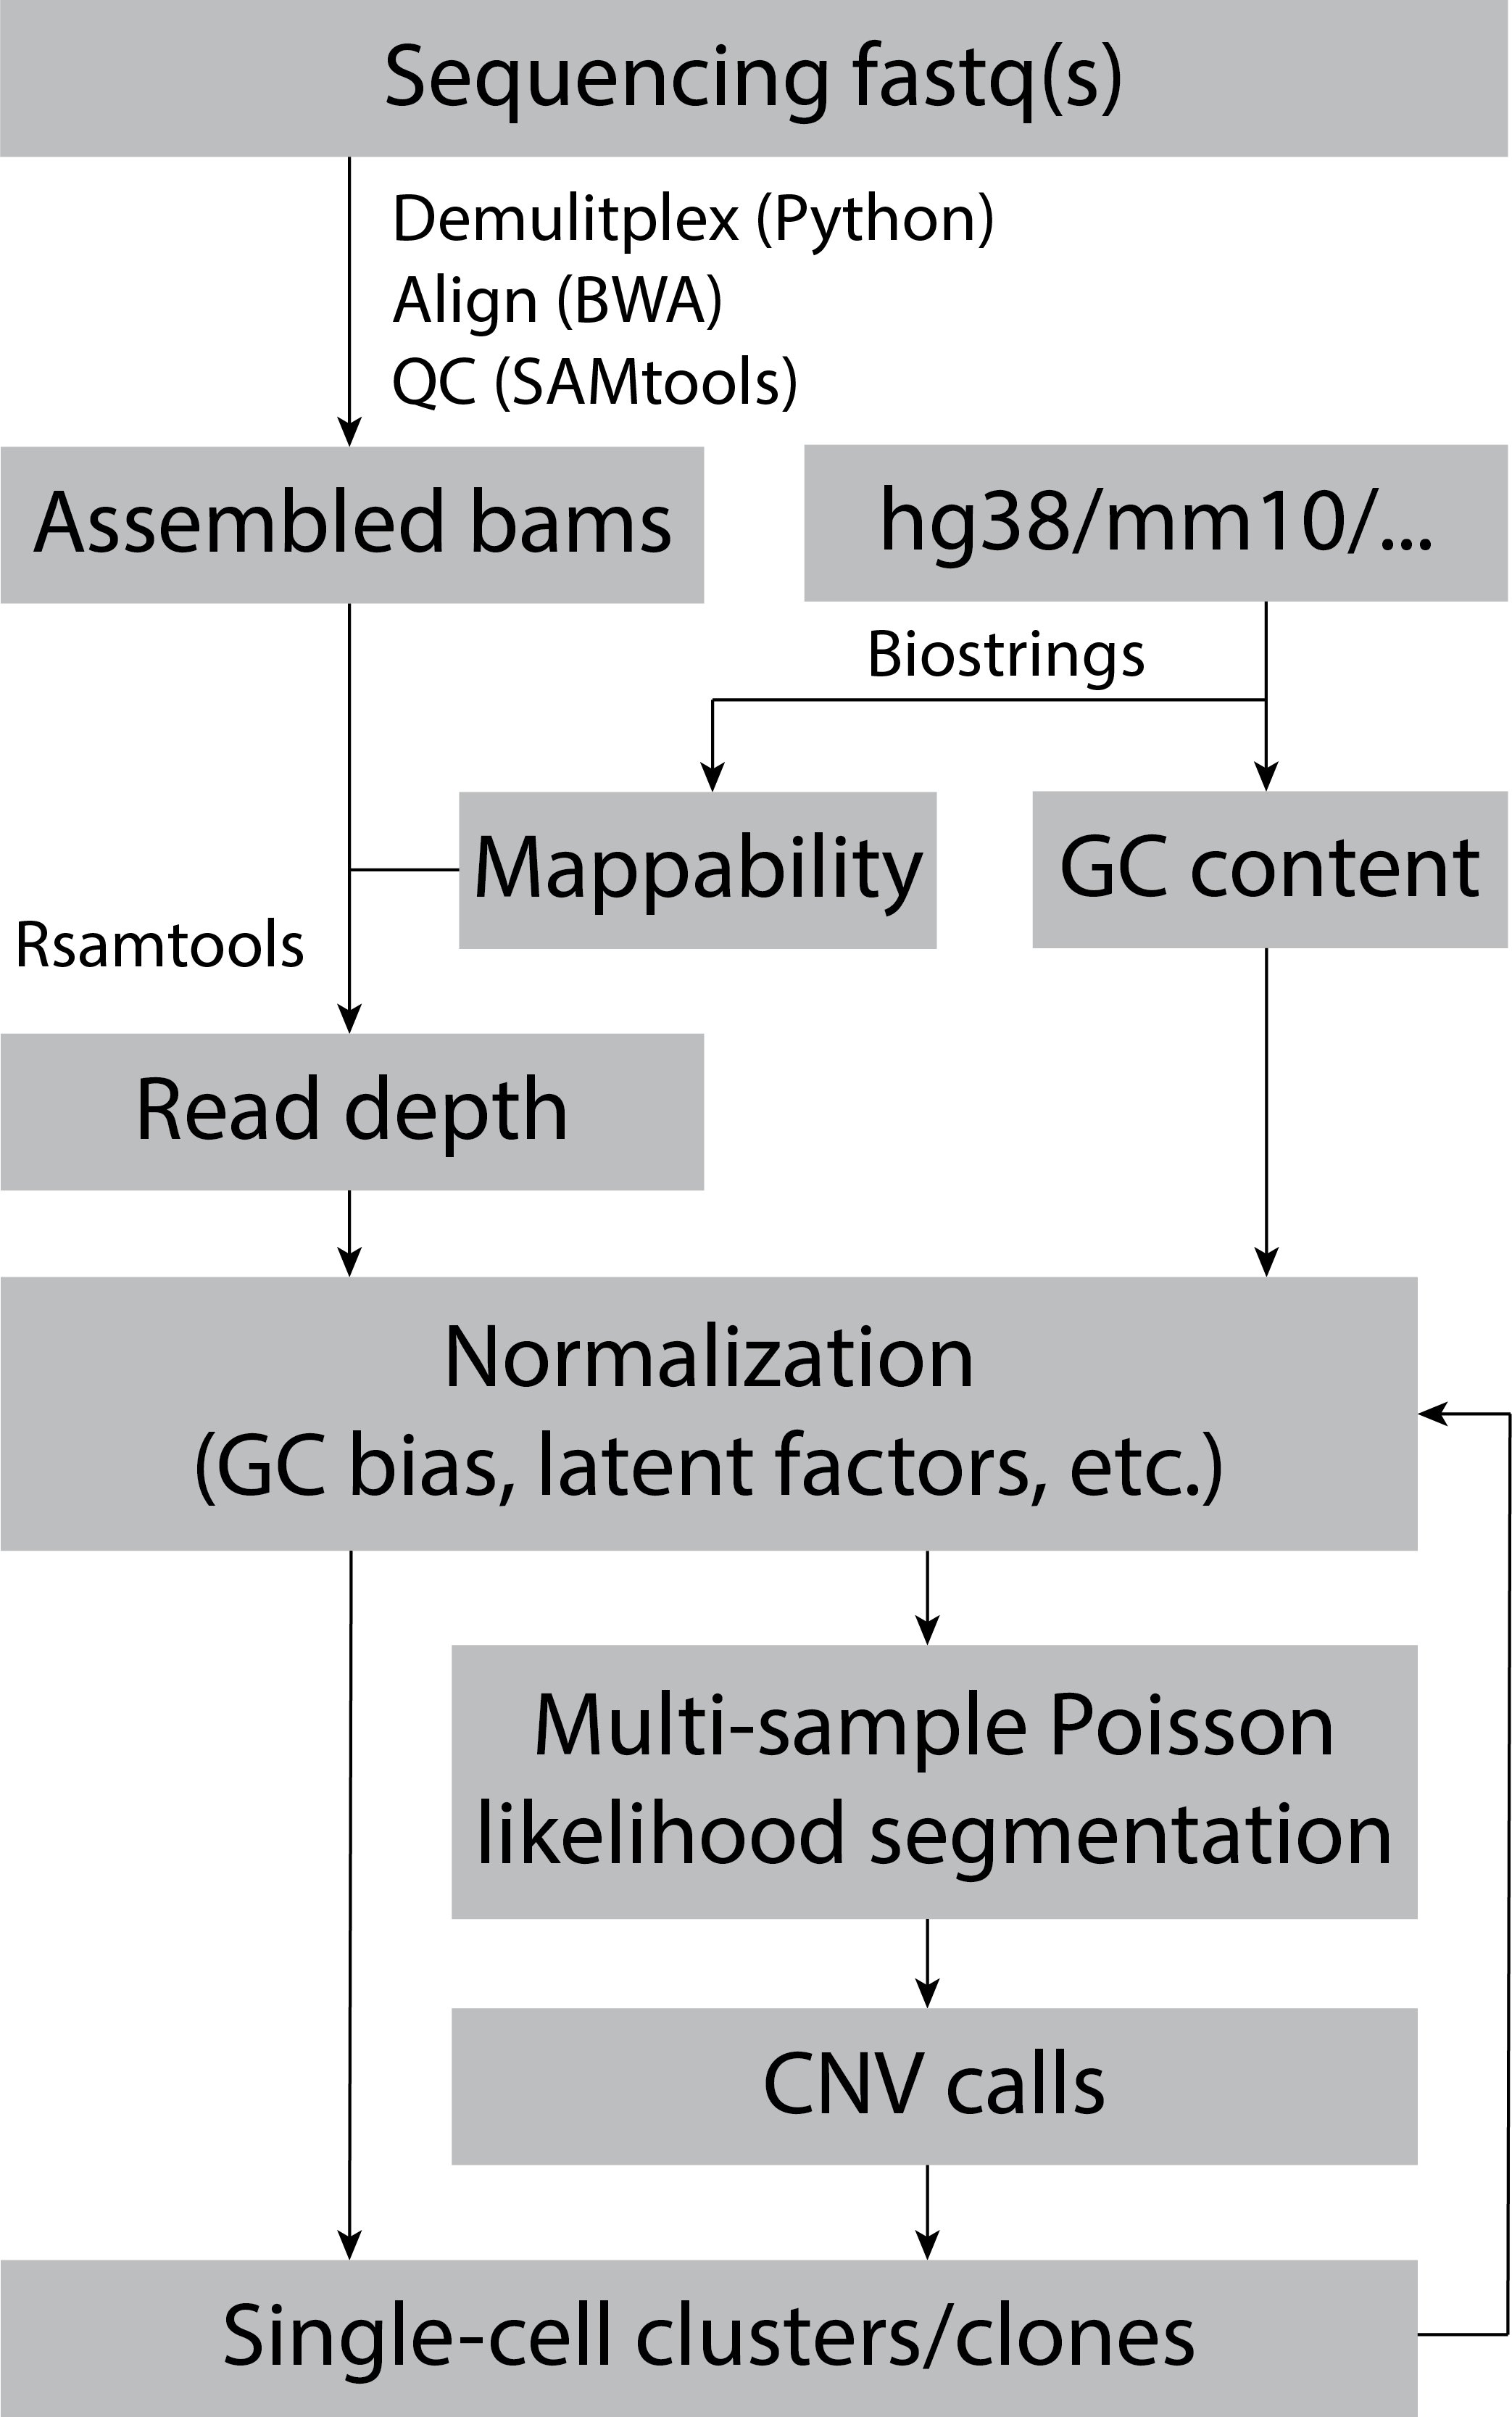 Sequencing fastq(s)
Demulitplex (Python)
Align (BWA)
QC (SAMtools)
Assembled bams
hg38/mm10/...
Biostrings
Mappability
GC content
Rsamtools
Read depth
Normalization
(GC bias, latent factors, etc.)
Multi-sample Poisson
likelihood segmentation
CNV calls
Single-cell clusters/clones